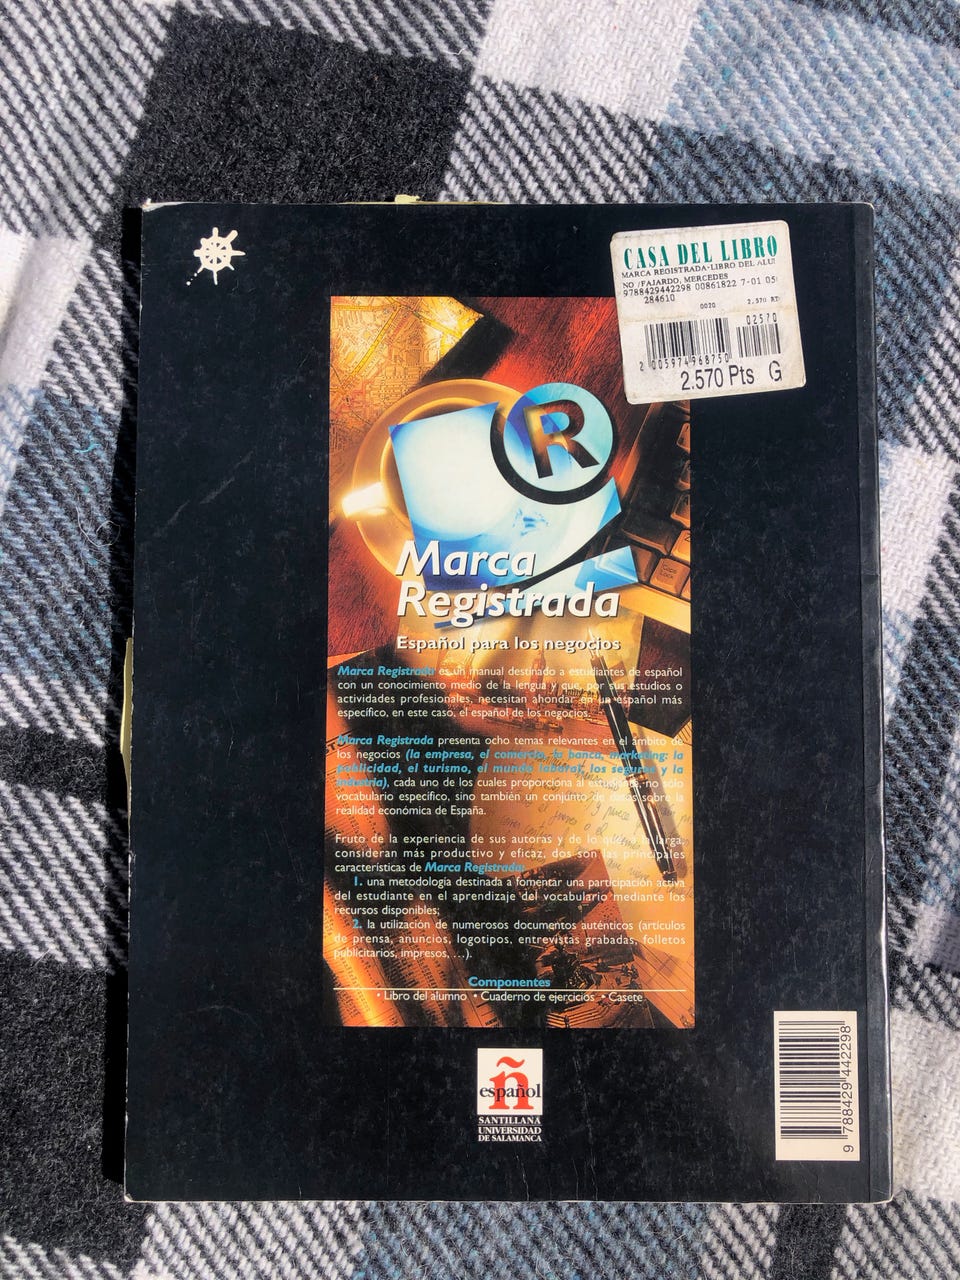 CASA DEL LIBRO
MARCA REGISTRADA-LIBRO DEL ALU
NO /FAJARDO, MERCEDES
9788429442298 00861822 7-01 05
284610 0020 2.570 RT
02570
2 005974 968750
2.570 Pts G
R
Marca
Registrada
Español para los negocios
Caps
Lock
Marca Registrada es un manual destinado a estudiantes de español
con un conocimiento medio de la lengua y que, por sus estudios o
actividades profesionales, necesitan ahondar en un español más
específico, en este caso, el español de los negocios.
Marca Registrada presenta ocho temas relevantes en el ámbito de
los negocios (la empresa, el comercio, la banca, marketing: la
publicidad, el turismo, el mundo laboral, los seguros y la
industria), cada uno de los cuales proporciona al estudiante, no sólo
vocabulario específico, sino también un conjunto de datos sobre la
realidad económica de España.
Fruto de la experiencia de sus autoras y de lo que, a la larga,
consideran más productivo y eficaz, dos son las principales
características de Marca Registrada:
1. una metodología destinada a fomentar una participación activa
del estudiante en el aprendizaje del vocabulario mediante los
recursos disponibles;
2. la utilización de numerosos documentos auténticos (artículos
de prensa, anuncios, logotipos, entrevistas grabadas, folletos
publicitarios, impresos, ...).
Componentes
• Libro del alumno • Cuaderno de ejercicios • Casete
ñ
español
SANTILLANA
UNIVERSIDAD
DE SALAMANCA
9 788429 442298